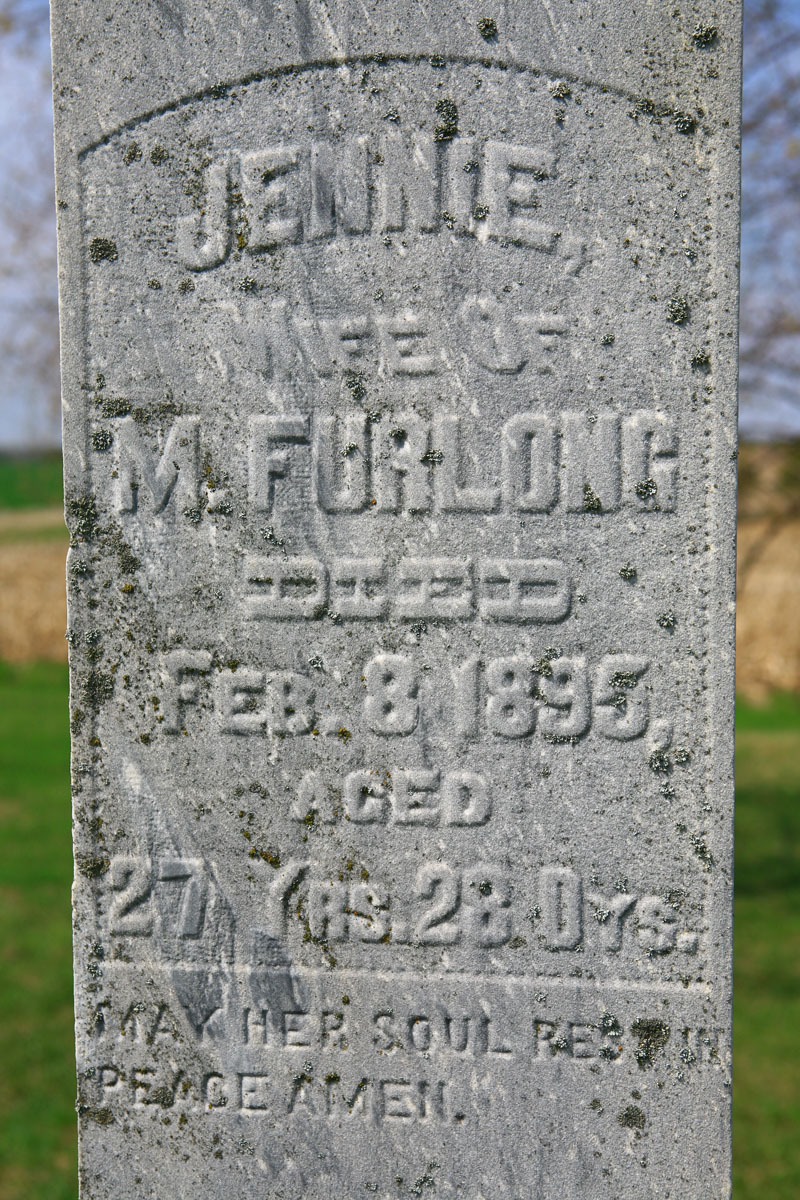 JENNIE,
WIFE OF
M. FURLONG
DIED
FEB. 8 1895,
AGED
27 YRS. 28 DYS.
MAY HER SOUL REST IN
PEACE AMEN.